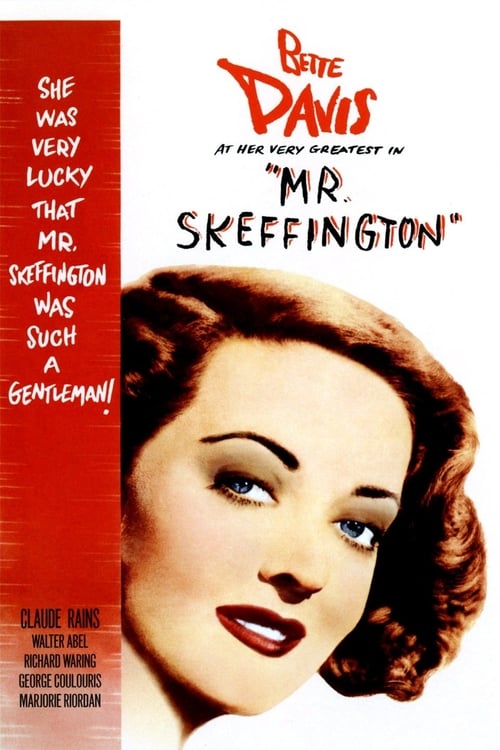 BETTE
DAVIS
AT HER VERY GREATEST IN
"MR.
SKEFFINGTON"
SHE
WAS
VERY
LUCKY
THAT
MR.
SKEFFINGTON
WAS
SUCH
A
GENTLEMAN!
CLAUDE RAINS
WALTER ABEL
RICHARD WARING
GEORGE COULOURIS
MARJORIE RIORDAN